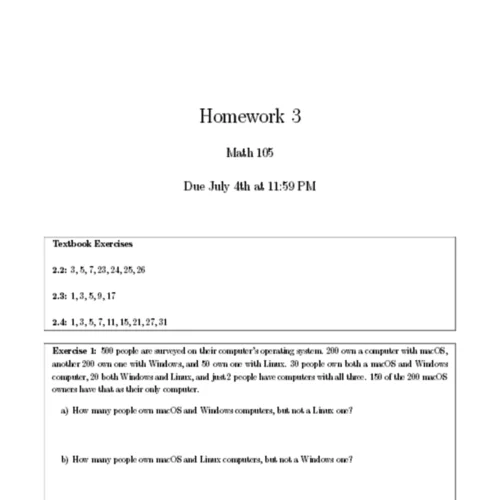 Homework 3
Math 105
Due July 4th at 11:59 PM
Textbook Exercises
2.2: 3, 5, 7, 23, 24, 25, 26
2.3: 1, 3, 5, 9, 17
2.4: 1, 3, 5, 7, 11, 15, 21, 27, 31
Exercise 1: 500 people are surveyed on their computer's operating system. 200 own a computer with macOS,
another 200 own one with Windows, and 50 own one with Linux. 30 people own both a macOS and Windows
computer, 20 both Windows and Linux, and just 2 people have computers with all three. 150 of the 200 macOS
owners have that as their only computer.
a) How many people own macOS and Windows computers, but not a Linux one?
b) How many people own macOS and Linux computers, but not a Windows one?